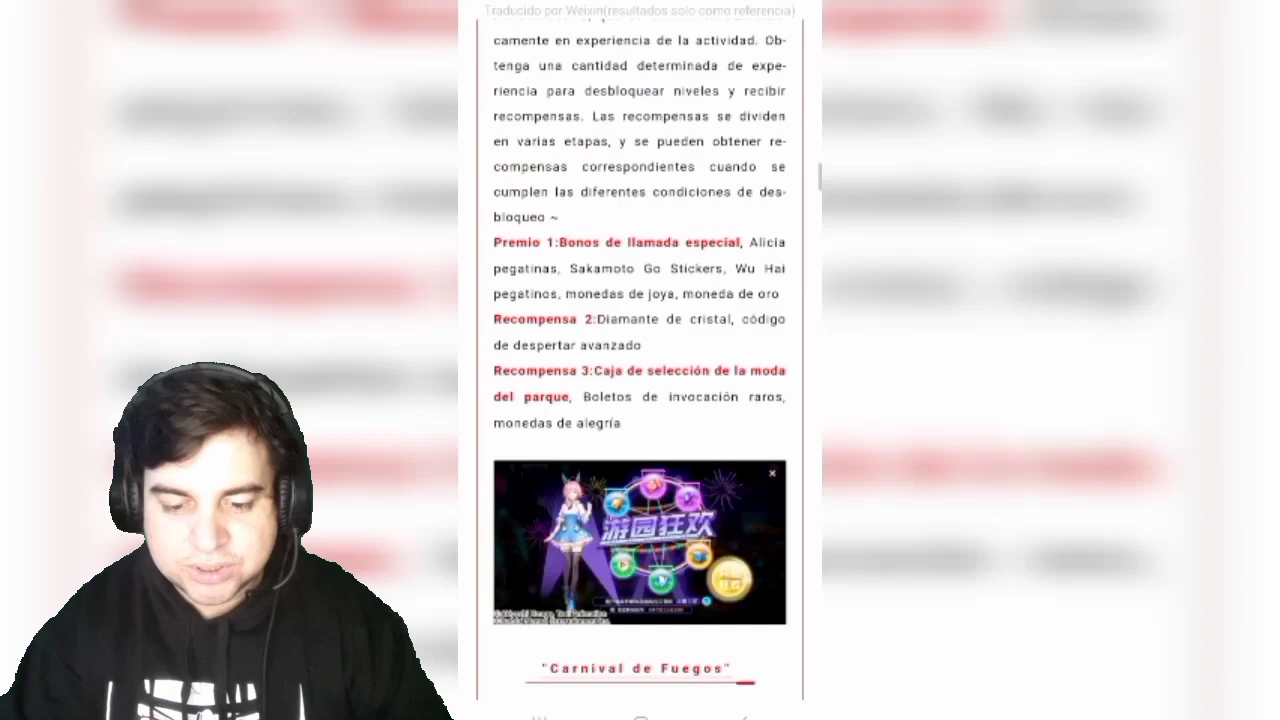 Traducido por Weixin(resultados solo como referencia)
camente en experiencia de la actividad. Ob-
tenga una cantidad determinada de expe-
riencia para desbloquear niveles y recibir
recompensas. Las recompensas se dividen
en varias etapas, y se pueden obtener re-
compensas correspondientes cuando se
cumplen las diferentes condiciones de des-
bloqueo ~
Premio 1:Bonos de llamada especial, Alicia
pegatinas, Sakamoto Go Stickers, Wu Hai
pegatinos, monedas de joya, moneda de oro
Recompensa 2:Diamante de cristal, código
de despertar avanzado
Recompensa 3:Caja de selección de la moda
del parque, Boletos de invocación raros,
monedas de alegría
游园狂欢
"Carnival de Fuegos"